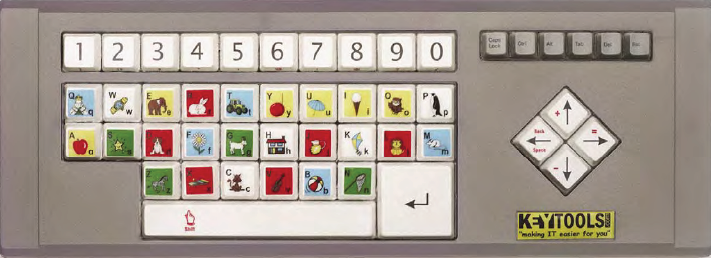 1 2 3 4 5 6 7 8 9 0
Caps Lock Ctrl Alt Tab Del Esc
Q q W w E e T t Y y U u I i O o P p
A a F f G g H h K k M m
C c V v B b N n
Shift
+
Back Space
=
-
KEYTOOLS
"making IT easier for you"